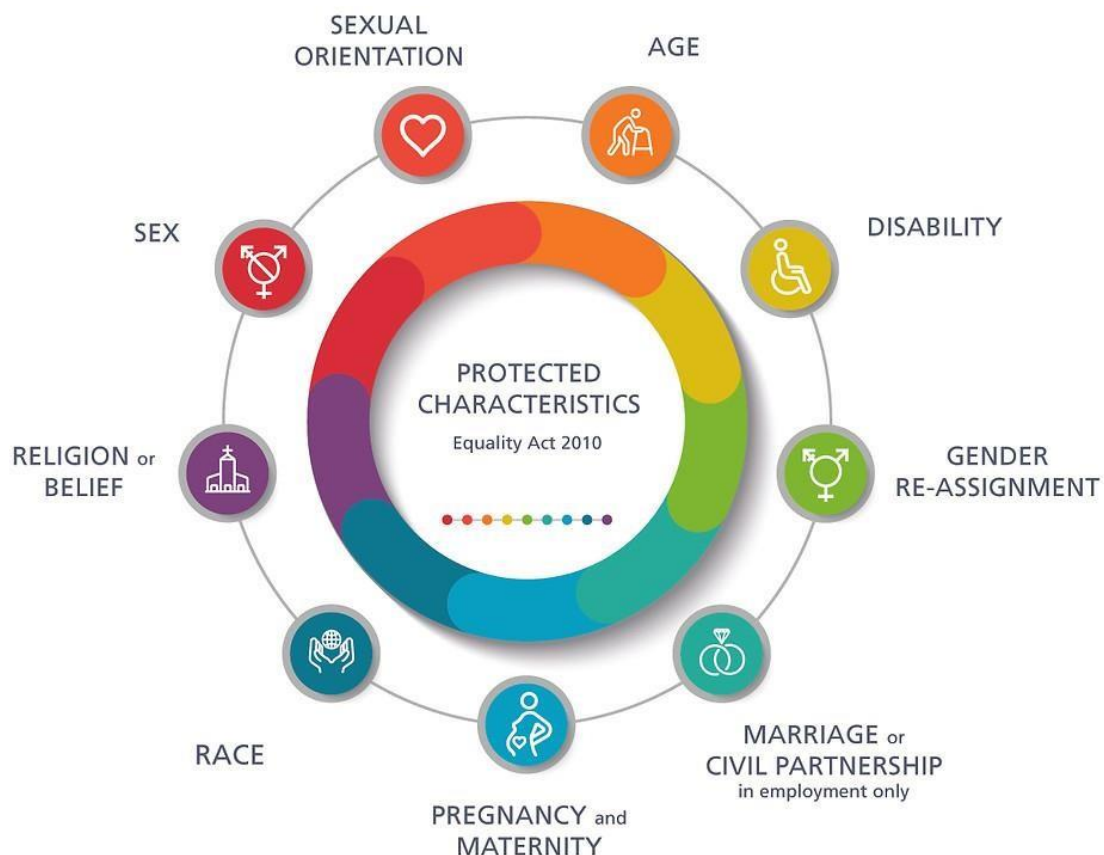 SEXUAL
ORIENTATION
AGE
SEX
DISABILITY
PROTECTED
CHARACTERISTICS
Equality Act 2010
RELIGION or
BELIEF
GENDER
RE-ASSIGNMENT
RACE
MARRIAGE or
CIVIL PARTNERSHIP
in employment only
PREGNANCY and
MATERNITY